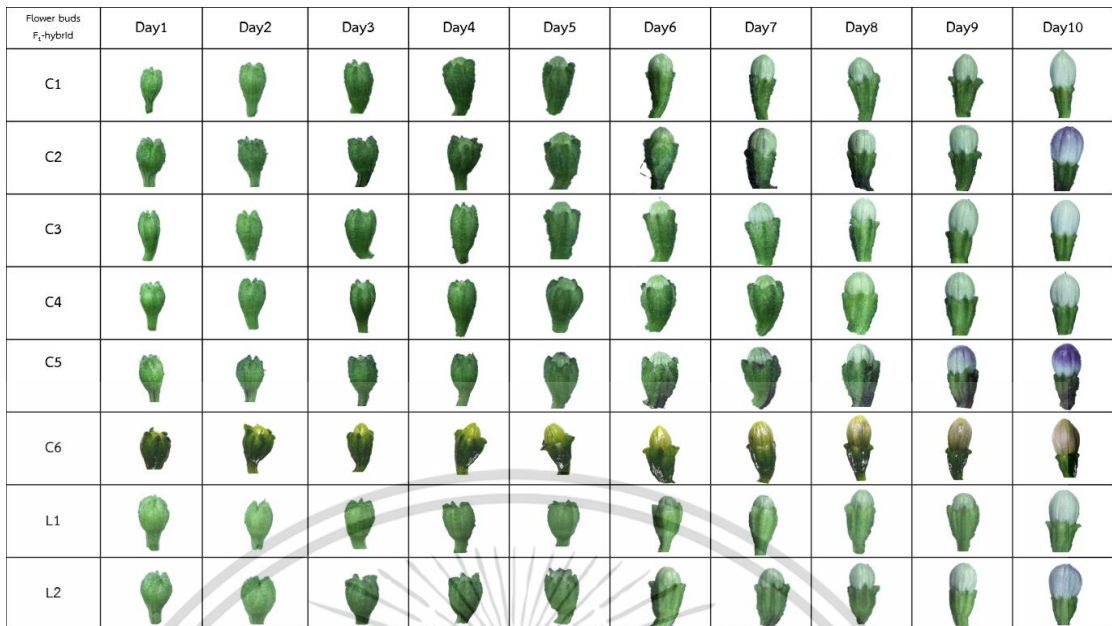 Flower buds
F₁-hybrid
Day1 Day2 Day3 Day4 Day5 Day6 Day7 Day8 Day9 Day10
C1
C2
C3
C4
C5
C6
L1
L2